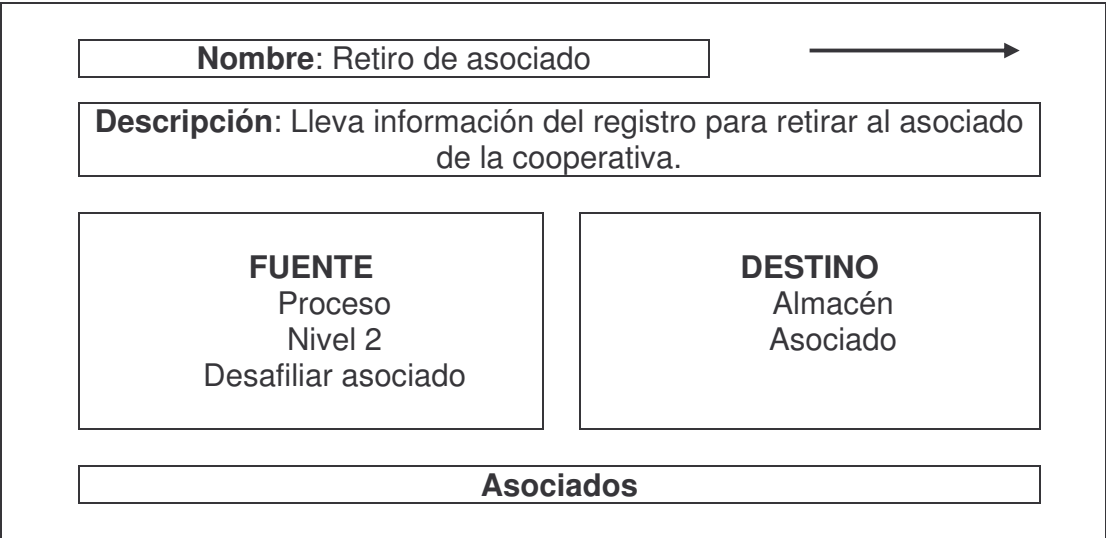 Nombre: Retiro de asociado
Descripción: Lleva información del registro para retirar al asociado
de la cooperativa.
FUENTE
Proceso
Nivel 2
Desafiliar asociado
DESTINO
Almacén
Asociado
Asociados